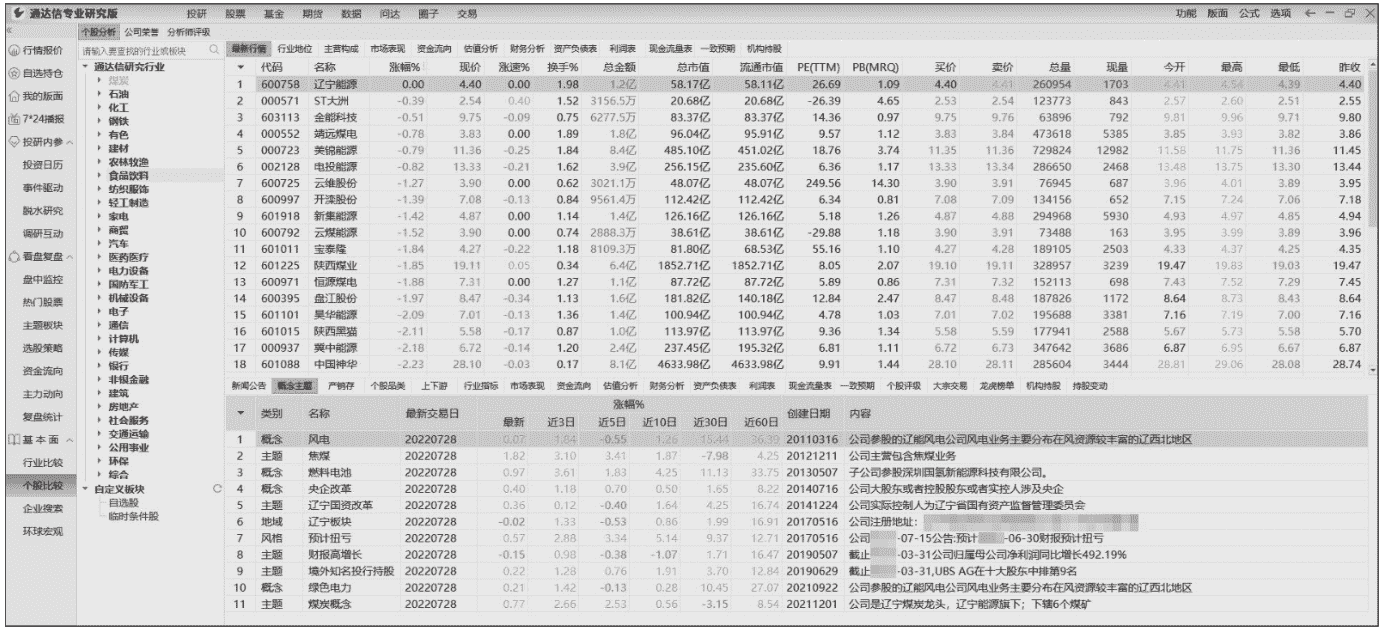 通达信专业研究版 投研 股票 基金 期货 数据 问达 圈子 交易 功能 版面 公式 选项
个股分析 公司荣誉 分析师评级
行情报价
自选持仓
我的版面
7*24播报
投研内参
投资日历
事件驱动
脱水研究
调研互动
看盘复盘
盘中监控
热门股票
主题板块
选股策略
资金流向
主力动向
复盘统计
基本面
行业比较
个股比较
企业搜索
环球宏观
请输入要查找的行业或板块
通达信研究行业
煤炭
石油
化工
钢铁
有色
建材
农林牧渔
食品饮料
纺织服饰
轻工制造
家电
商贸
汽车
医药医疗
电力设备
国防军工
机械设备
电子
通信
计算机
传媒
银行
非银金融
建筑
房地产
社会服务
交通运输
公用事业
环保
综合
自定义板块
自选股
临时条件股
最新行情 行业地位 主营构成 市场表现 资金流向 估值分析 财务分析 资产负债表 利润表 现金流量表 一致预期 机构持股
代码 名称 涨幅% 现价 涨速% 换手% 总金额 总市值 流通市值 PE(TTM) PB(MRQ) 买价 卖价 总量 现量 今开 最高 最低 昨收
1 600758 辽宁能源 0.00 4.40 0.00 1.98 1.2亿 58.17亿 58.11亿 26.69 1.09 4.40 4.41 260954 1703 4.41 4.54 4.39 4.40
2 000571 ST大洲 -0.39 2.54 0.40 1.52 3156.5万 20.68亿 20.68亿 -26.39 4.65 2.53 2.54 123773 843 2.57 2.60 2.51 2.55
3 603113 金能科技 -0.51 9.75 -0.09 0.75 6277.5万 83.37亿 83.37亿 14.36 0.97 9.75 9.76 63896 792 9.81 9.96 9.71 9.80
4 000552 靖远煤电 -0.78 3.83 0.00 1.89 1.8亿 96.04亿 95.91亿 9.57 1.12 3.83 3.84 473618 5385 3.85 3.93 3.82 3.86
5 000723 美锦能源 -0.79 11.36 -0.25 1.84 8.4亿 485.10亿 451.02亿 18.76 3.74 11.35 11.36 729824 12982 11.58 11.75 11.36 11.45
6 002128 电投能源 -0.82 13.33 -0.21 1.62 3.9亿 256.15亿 235.60亿 6.36 1.17 13.33 13.34 286650 2468 13.48 13.75 13.30 13.44
7 600725 云维股份 -1.27 3.90 0.00 0.62 3021.1万 48.07亿 48.07亿 249.56 14.30 3.90 3.91 76945 687 3.96 4.01 3.89 3.95
8 600997 开滦股份 -1.39 7.08 -0.13 0.84 9561.4万 112.42亿 112.42亿 6.34 0.81 7.08 7.09 134156 652 7.15 7.24 7.06 7.18
9 601918 新集能源 -1.42 4.87 0.00 1.14 1.4亿 126.16亿 126.16亿 5.18 1.26 4.87 4.88 294968 5930 4.93 4.97 4.85 4.94
10 600792 云煤能源 -1.52 3.90 0.00 0.74 2888.3万 38.61亿 38.61亿 -29.88 1.18 3.90 3.91 73488 163 3.95 3.99 3.89 3.96
11 601011 宝泰隆 -1.84 4.27 -0.22 1.18 8109.3万 81.80亿 68.53亿 55.16 1.10 4.27 4.28 189105 2503 4.33 4.37 4.25 4.35
12 601225 陕西煤业 -1.85 19.11 0.05 0.34 6.4亿 1852.71亿 1852.71亿 8.05 2.07 19.10 19.11 328957 3239 19.47 19.83 19.03 19.47
13 600971 恒源煤电 -1.88 7.31 0.00 1.27 1.1亿 87.72亿 87.72亿 5.89 0.86 7.31 7.32 152113 698 7.43 7.52 7.29 7.45
14 600395 盘江股份 -1.97 8.47 -0.34 1.13 1.6亿 181.82亿 140.18亿 12.84 2.47 8.47 8.48 187826 1172 8.64 8.73 8.43 8.64
15 601101 昊华能源 -2.09 7.01 -0.13 1.36 1.4亿 100.94亿 100.94亿 4.78 1.03 7.01 7.02 195688 3381 7.16 7.19 7.00 7.16
16 601015 陕西黑猫 -2.11 5.58 -0.17 0.87 1.0亿 113.97亿 113.97亿 9.36 1.34 5.58 5.59 177941 2588 5.67 5.73 5.58 5.70
17 000937 冀中能源 -2.18 6.72 -0.14 1.20 2.4亿 237.45亿 195.32亿 6.81 1.11 6.72 6.73 347642 3686 6.87 6.95 6.67 6.87
18 601088 中国神华 -2.23 28.10 -0.03 0.17 8.1亿 4633.98亿 4633.98亿 9.91 1.44 28.10 28.11 285604 364 28.81 29.06 28.08 28.74
新闻公告 概念主题 产销存 个股品类 上下游 行业指标 市场表现 资金流向 估值分析 财务分析 资产负债表 利润表 现金流量表 一致预期 个股评级 大宗交易 龙虎榜单 机构持股 持股变动
涨幅%
类别 名称 最新交易日 最新 近3日 近5日 近10日 近30日 近60日 创建日期 内容
1 概念 风电 20220728 0.07 1.84 -0.55 1.26 15.44 36.39 20110316 公司参股的辽能风电公司风电业务主要分布在风资源较丰富的辽西北地区
2 主题 焦煤 20220728 1.82 3.10 3.41 1.87 -7.98 4.25 20121211 公司主营包含焦煤业务
3 概念 燃料电池 20220728 0.97 3.61 1.83 4.25 11.13 33.75 20130507 子公司参股深圳国氢新能源科技有限公司。
4 概念 央企改革 20220728 0.40 1.18 0.70 0.50 1.65 8.22 20140716 公司大股东或者控股股东或者实控人涉及央企
5 主题 辽宁国资改革 20220728 0.36 0.12 -0.40 1.64 4.25 16.74 20141224 公司实际控制人为辽宁省国有资产监督管理委员会
6 地域 辽宁板块 20220728 -0.02 1.33 -0.53 0.86 1.99 16.91 20170516 公司注册地址：
7 风格 预计扭亏 20220728 0.57 2.88 3.34 5.14 9.37 12.71 20170516 公司 -07-15公告:预计 -06-30财报预计扭亏
8 主题 财报高增长 20220728 -0.15 0.98 -0.38 -1.07 1.71 16.47 20190507 截止 -03-31公司归属母公司净利润同比增长492.19%
9 主题 境外知名投行持股 20220728 0.22 1.28 0.76 1.91 3.70 12.84 20190629 截止 -03-31,UBS AG在十大股东中排第9名
10 概念 绿色电力 20220728 0.21 1.42 -0.13 0.28 10.45 27.07 20210922 公司参股的辽能风电公司风电业务主要分布在风资源较丰富的辽西北地区
11 主题 煤炭概念 20220728 0.77 2.66 2.53 0.56 -3.15 8.54 20211201 公司是辽宁煤炭龙头，辽宁能源旗下；下辖6个煤矿